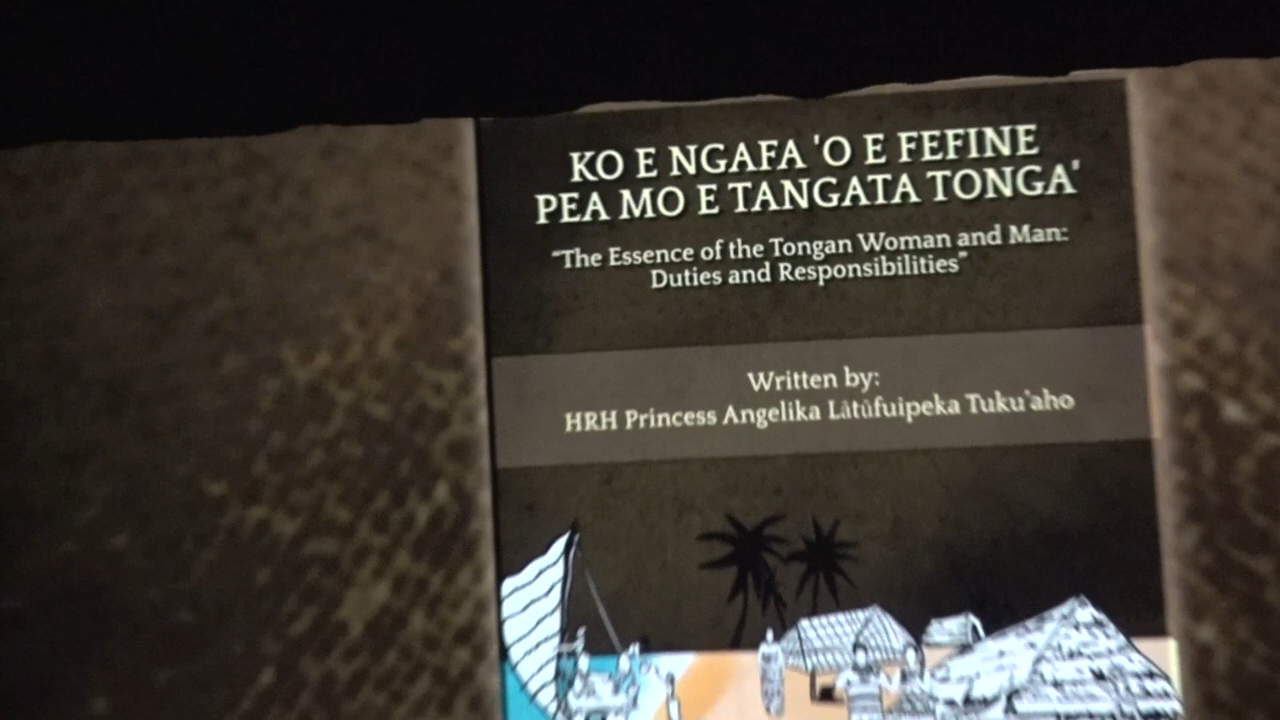 KO E NGAFA 'O E FEFINE
PEA MO E TANGATA TONGA'
"The Essence of the Tongan Woman and Man:
Duties and Responsibilities"
Written by:
HRH Princess Angelika Lātūfuipeka Tuku'aho